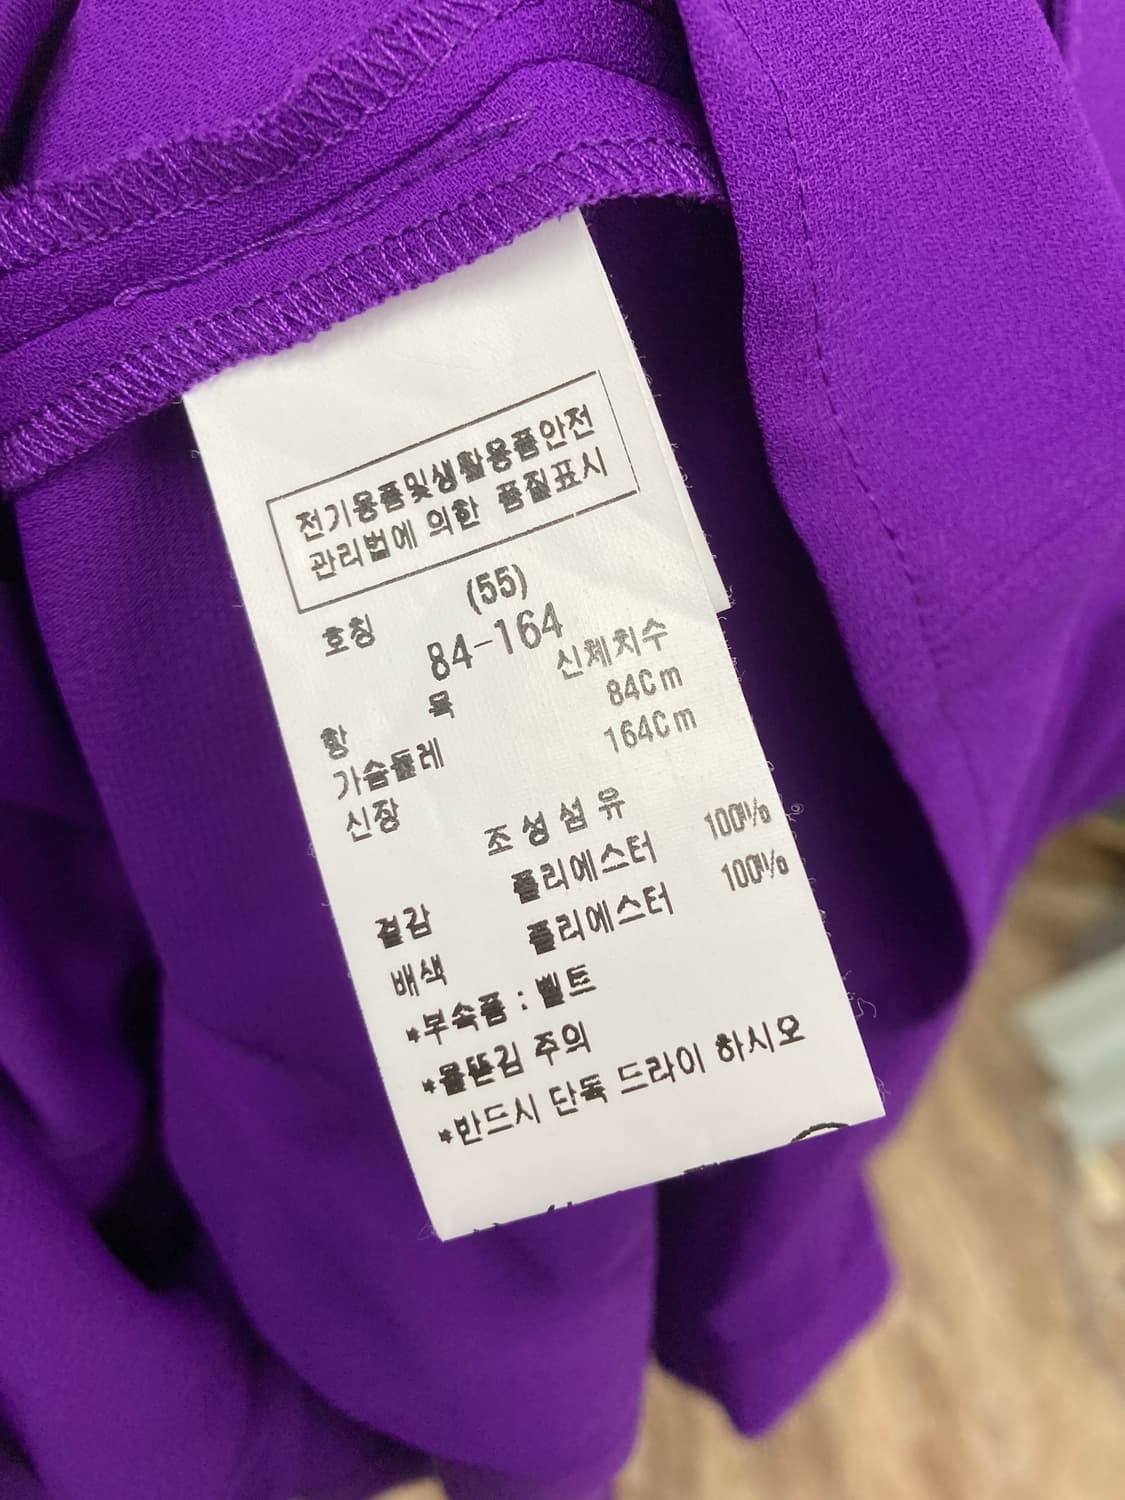 전기용품및생활용품안전
관리법에 의한 품질표시
호칭 (55)
84-164
항 목 신체치수
가슴둘레 84Cm
신장 164Cm
조성섬유
겉감 폴리에스터 100%
배색 폴리에스터 100%
*부속품 : 벨트
*물뜬김 주의
*반드시 단독 드라이 하시오